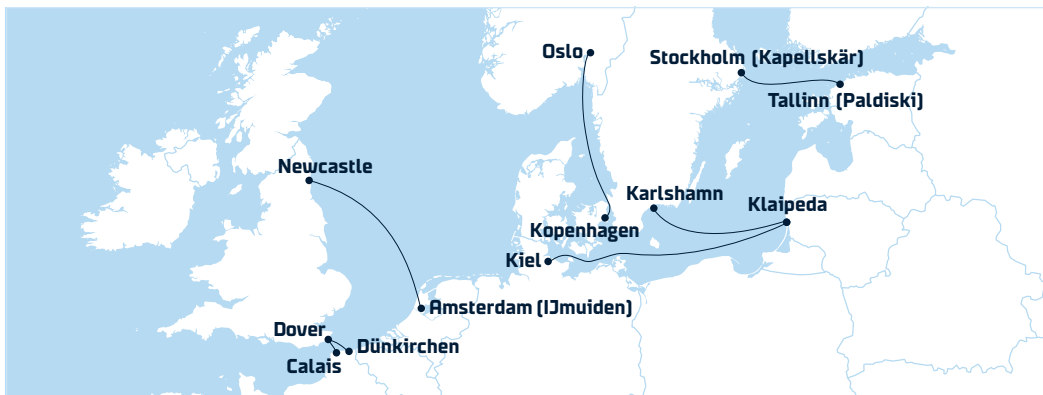 Oslo
Stockholm (Kapellskär)
Tallinn (Paldiski)
Newcastle
Karlshamn
Klaipeda
Kopenhagen
Kiel
Amsterdam (IJmuiden)
Dover
Dünkirchen
Calais